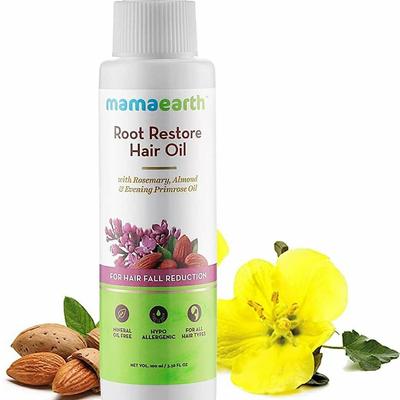 mamaearth™
Root Restore
Hair Oil
with Rosemary, Almond
& Evening Primrose Oil
FOR HAIR FALL REDUCTION
MINERAL
OIL FREE
HYPO
ALLERGENIC
FOR ALL
HAIR TYPES
NET VOL. 100 ml / 3.38 FL OZ